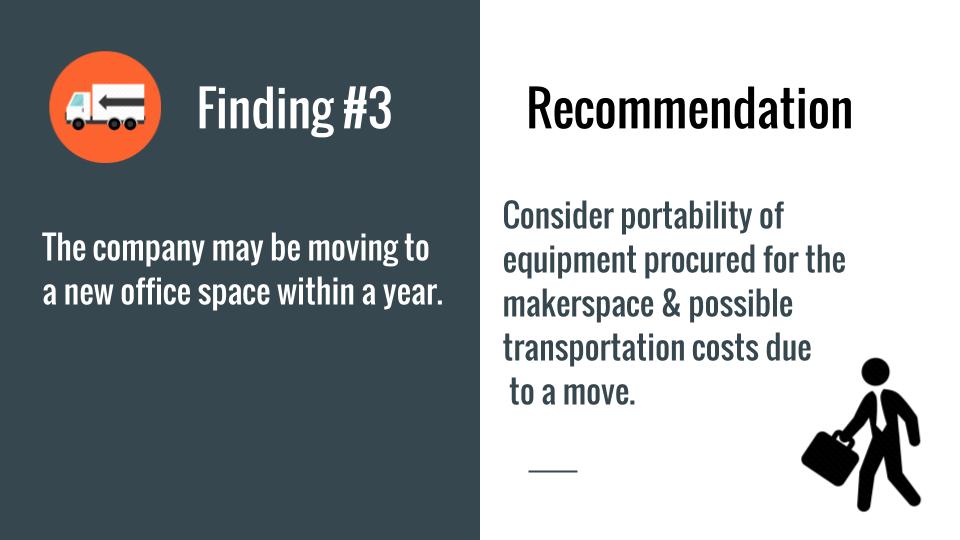 Finding #3
The company may be moving to
a new office space within a year.
Recommendation
Consider portability of
equipment procured for the
makerspace & possible
transportation costs due
to a move.